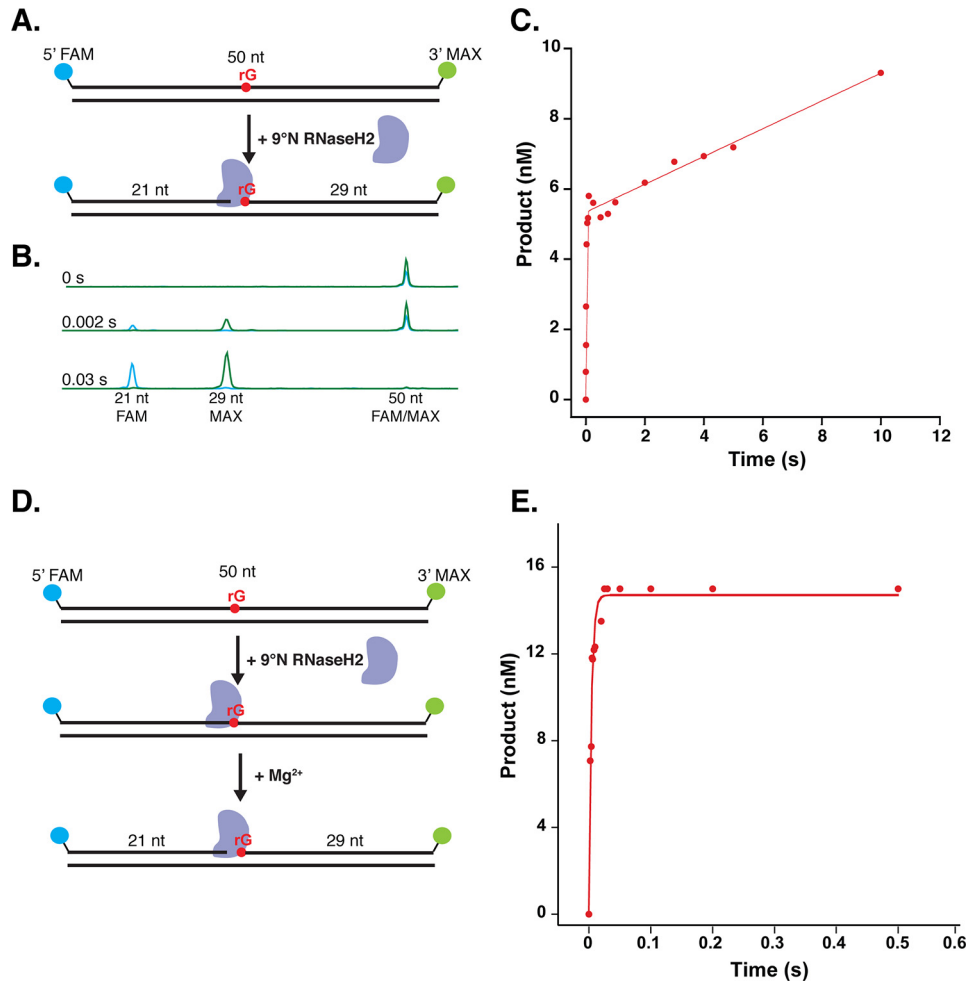 A.
5' FAM
50 nt
3' MAX
rG
+ 9°N RNaseH2
21 nt
rG
29 nt
B.
0 s
0.002 s
0.03 s
21 nt
FAM
29 nt
MAX
50 nt
FAM/MAX
C.
Product (nM)
10
8
6
4
2
0
0 2 4 6 8 10 12
Time (s)
D.
5' FAM
50 nt
3' MAX
rG
+ 9°N RNaseH2
rG
+ Mg²⁺
21 nt
rG
29 nt
E.
Product (nM)
16
12
8
4
0
0 0.1 0.2 0.3 0.4 0.5 0.6
Time (s)